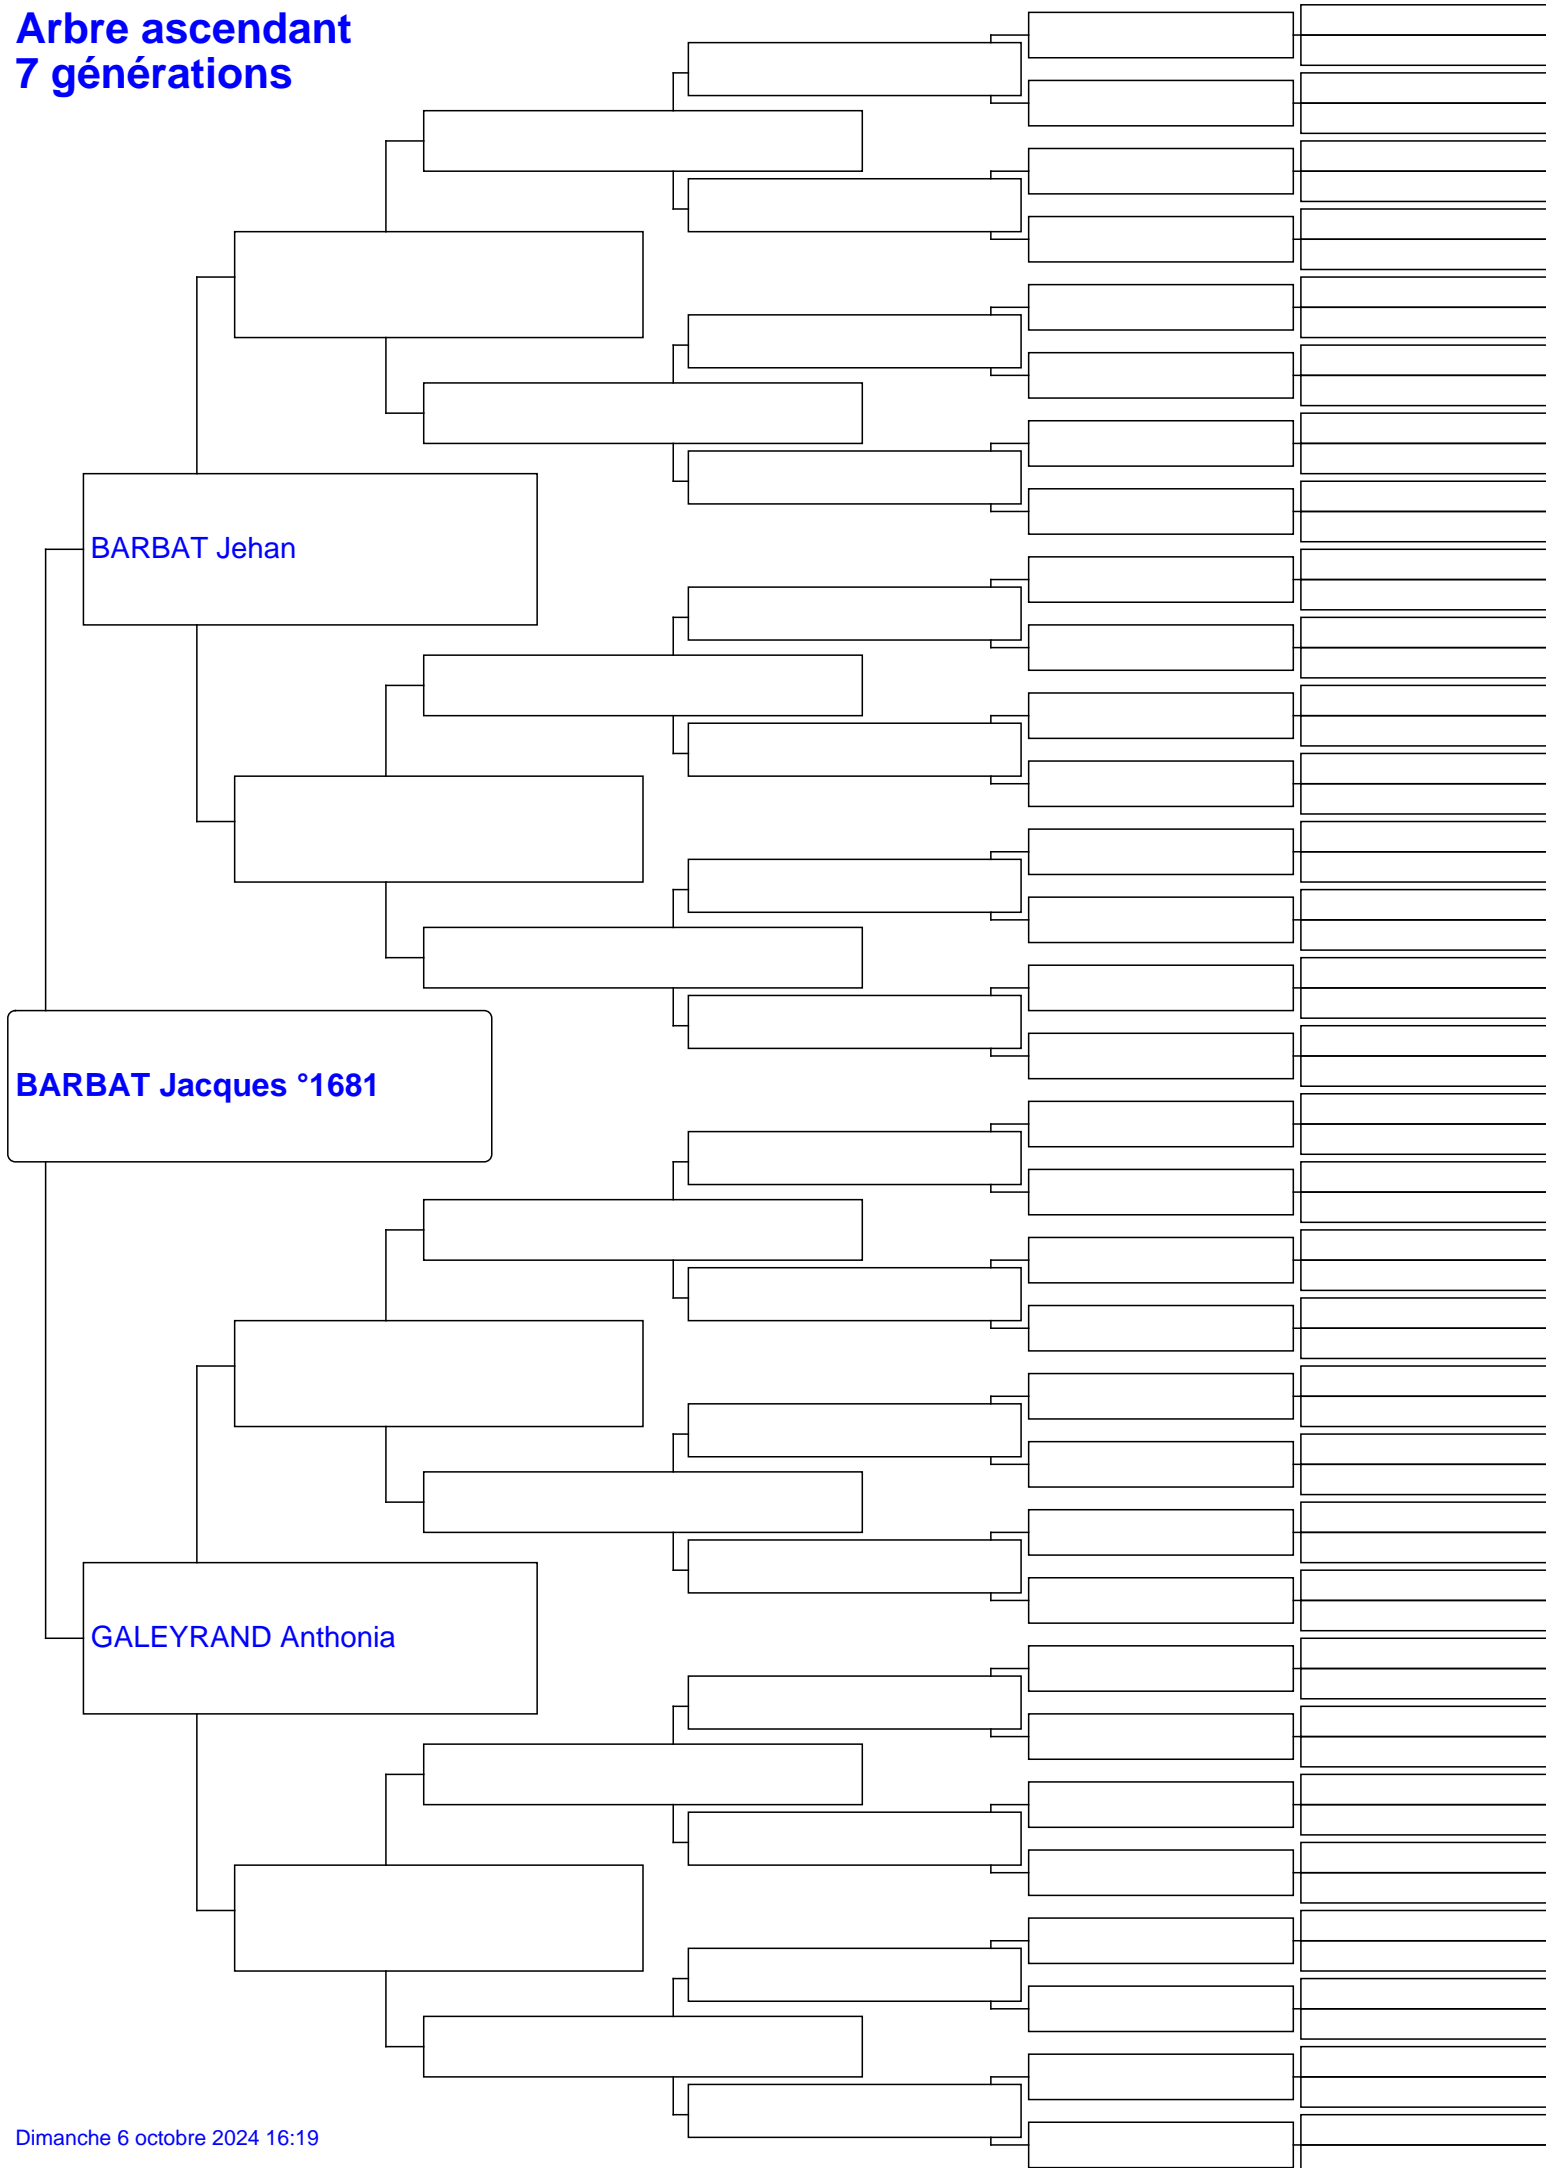 Arbre ascendant
7 générations
BARBAT Jehan
BARBAT Jacques °1681
GALEYRAND Anthonia
Dimanche 6 octobre 2024 16:19